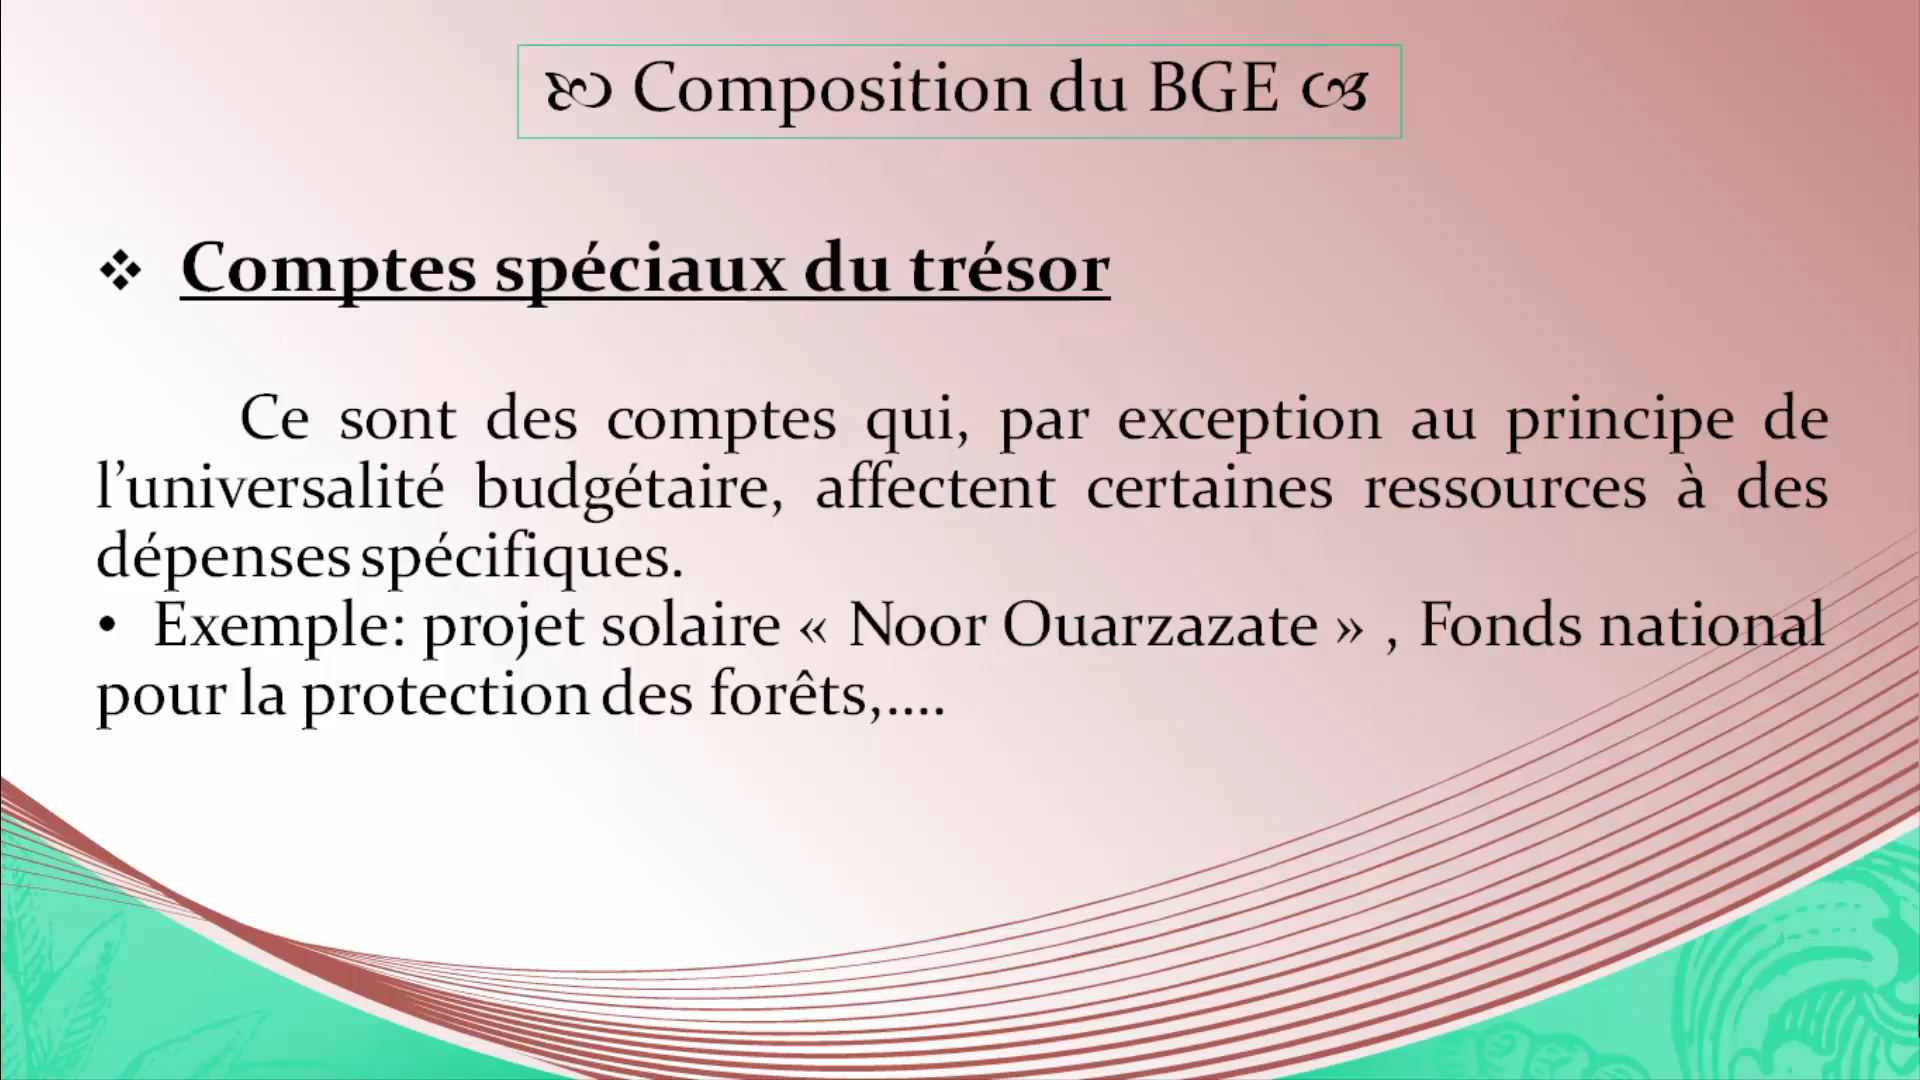 Composition du BGE
❖ Comptes spéciaux du trésor
Ce sont des comptes qui, par exception au principe de
l’universalité budgétaire, affectent certaines ressources à des
dépenses spécifiques.
• Exemple: projet solaire « Noor Ouarzazate » , Fonds national
pour la protection des forêts,....